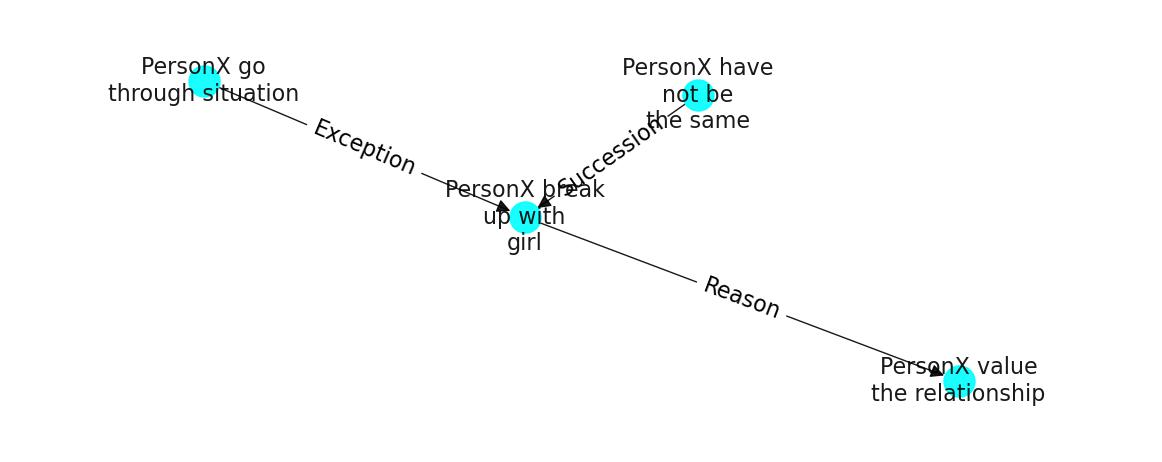 PersonX go
through situation
PersonX have
not be
the same
Exception
Succession
PersonX break
up with
girl
Reason
PersonX value
the relationship